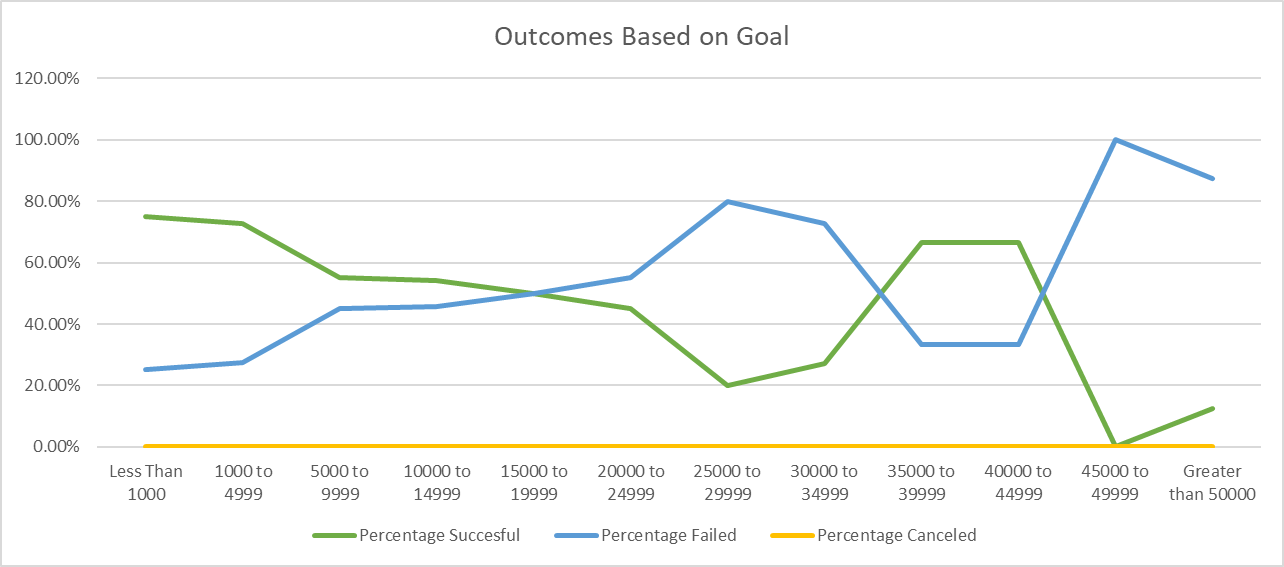 Outcomes Based on Goal
120.00%
100.00%
80.00%
60.00%
40.00%
20.00%
0.00%
Less Than 1000 to 5000 to 10000 to 15000 to 20000 to 25000 to 30000 to 35000 to 40000 to 45000 to Greater
1000 4999 9999 14999 19999 24999 29999 34999 39999 44999 49999 than 50000
Percentage Succesful Percentage Failed Percentage Canceled